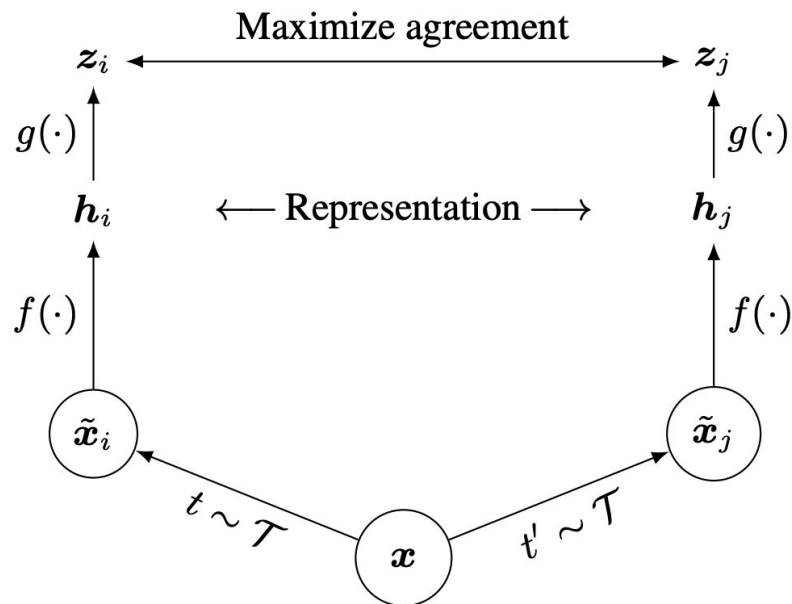 Maximize agreement
z_i z_j
g(·) g(·)
h_i ⟵ Representation ⟶ h_j
f(·) f(·)
x̃_i x̃_j
t ∼ 𝒯 t′ ∼ 𝒯
x